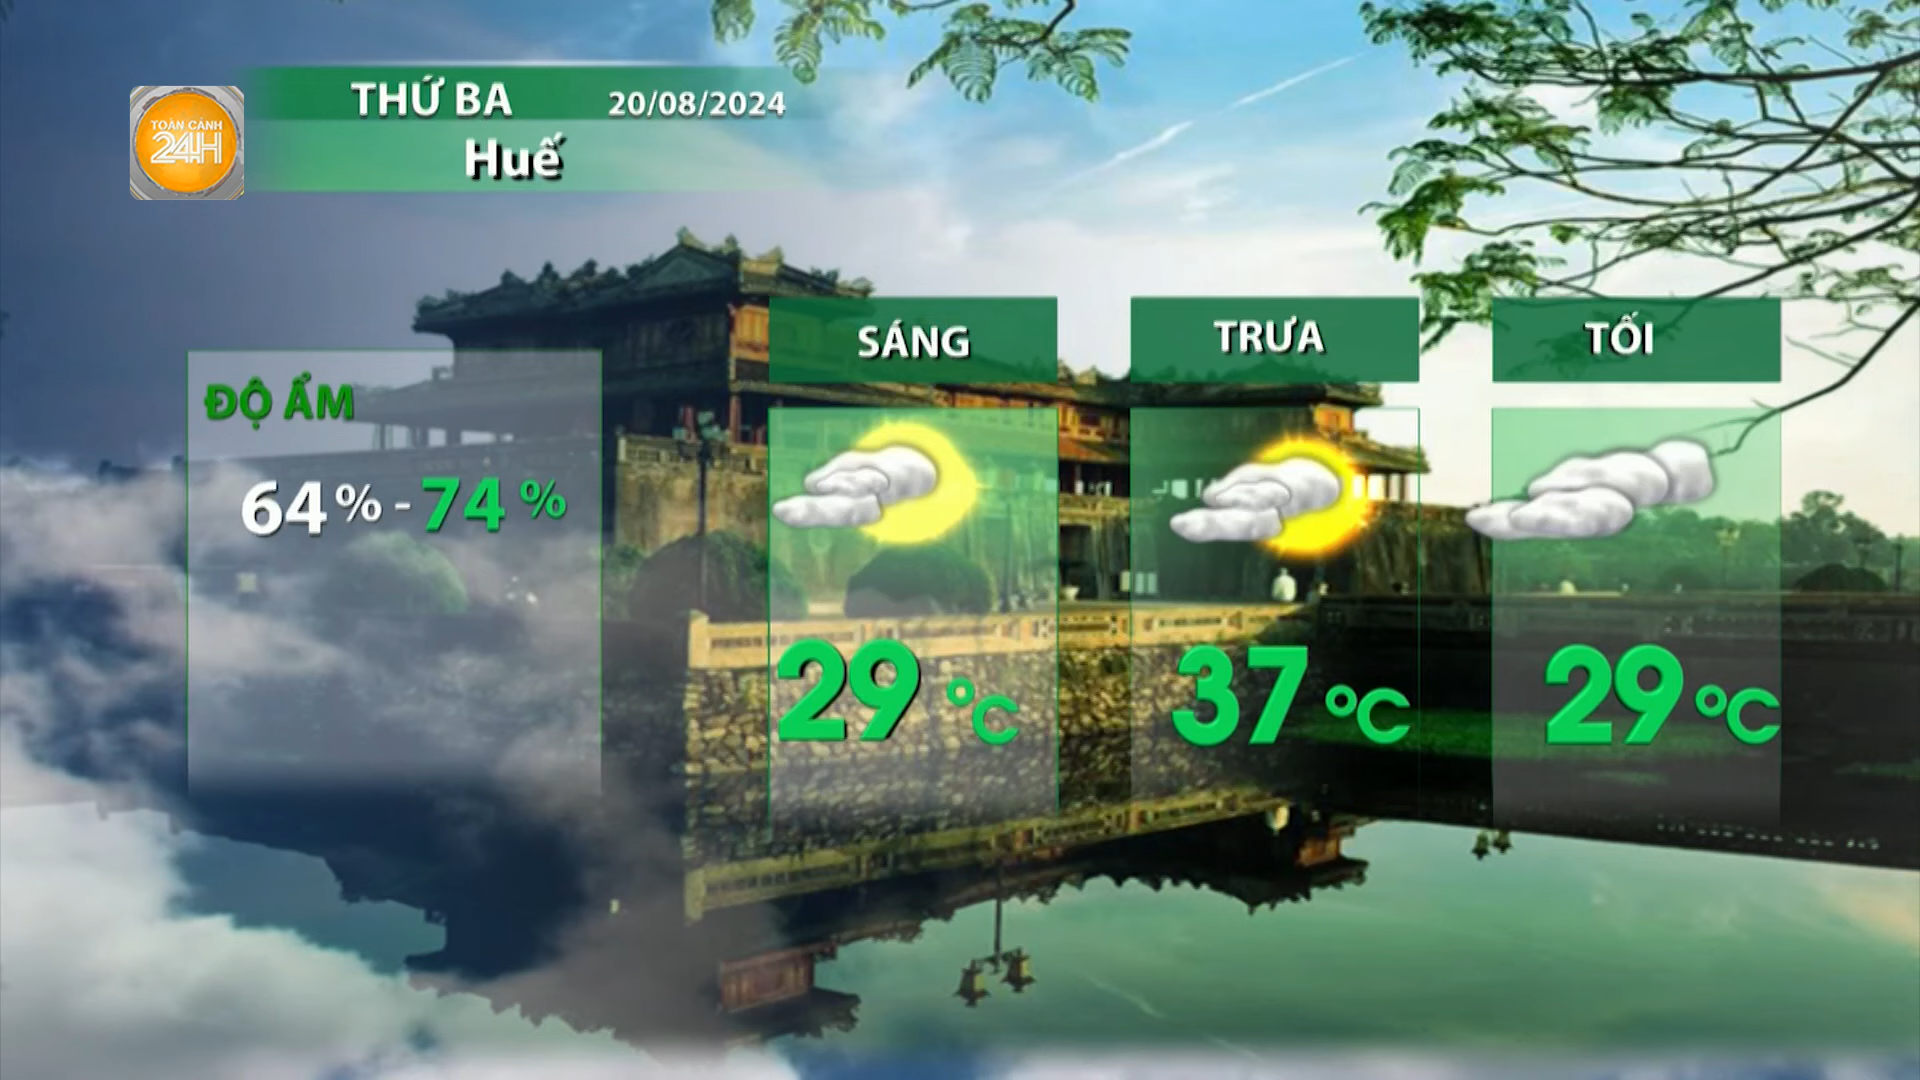 TOÀN CẢNH
24H
THỨ BA 20/08/2024
Huế
ĐỘ ẨM
64% - 74%
SÁNG
TRƯA
TỐI
29 °C
37 °C
29 °C